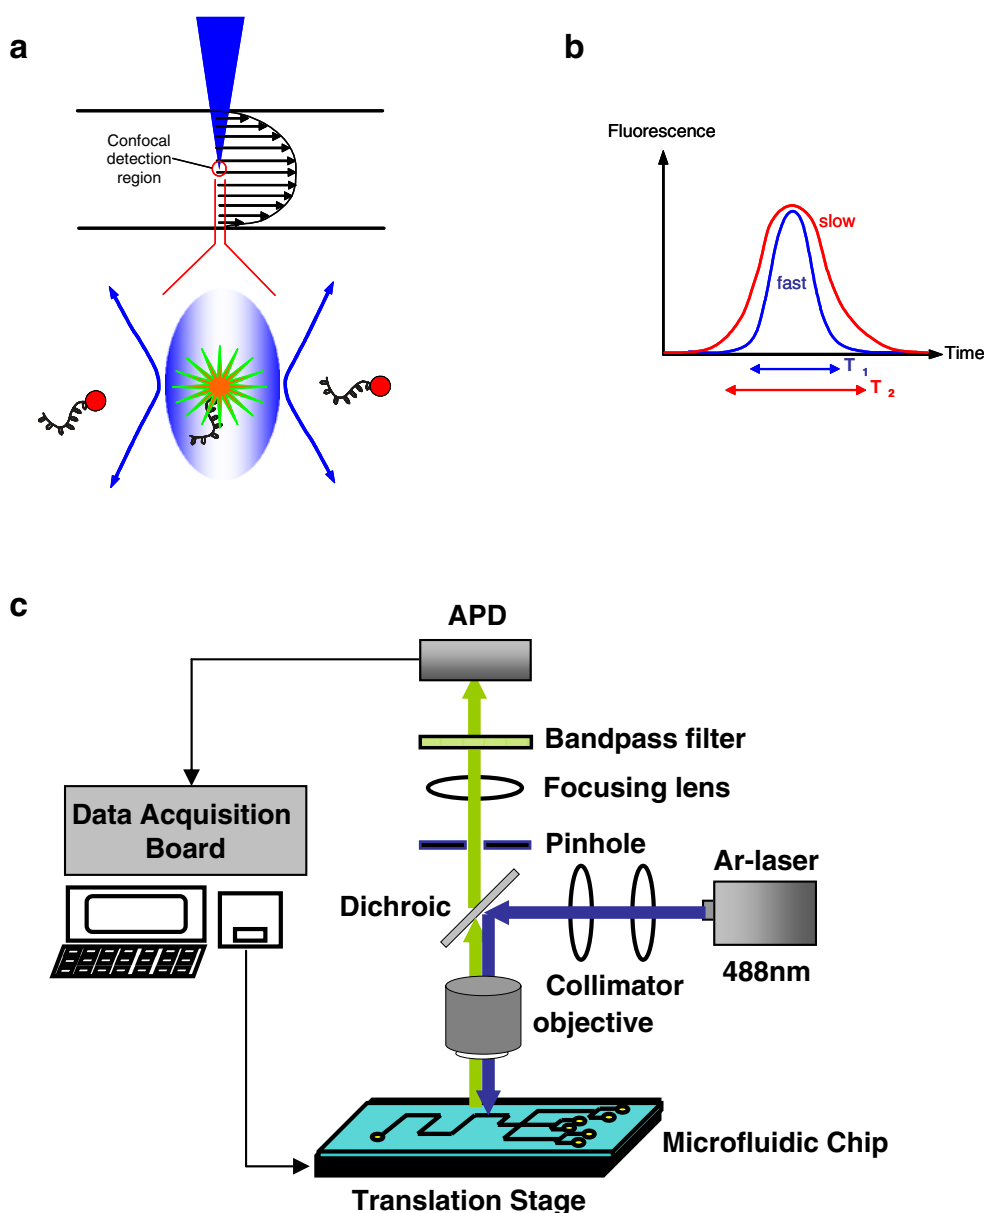 a
Confocal
detection
region
b
Fluorescence
slow
fast
Time
T 1
T 2
c
APD
Bandpass filter
Focusing lens
Data Acquisition
Board
Pinhole
Ar-laser
Dichroic
488nm
Collimator
objective
Microfluidic Chip
Translation Stage